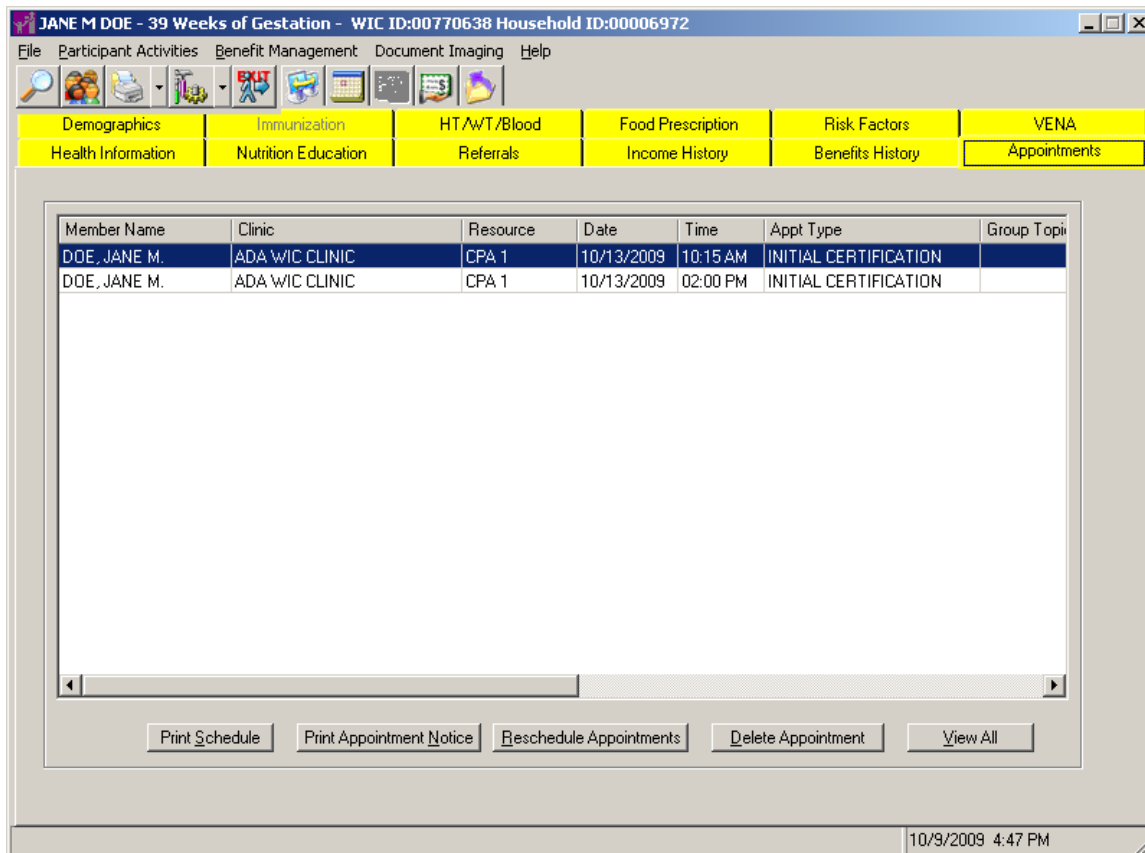 JANE M DOE - 39 Weeks of Gestation - WIC ID:00770638 Household ID:00006972
File Participant Activities Benefit Management Document Imaging Help
EXIT
Demographics Immunization HT/WT/Blood Food Prescription Risk Factors VENA
Health Information Nutrition Education Referrals Income History Benefits History Appointments
Member Name Clinic Resource Date Time Appt Type Group Topi
DOE, JANE M. ADA WIC CLINIC CPA 1 10/13/2009 10:15 AM INITIAL CERTIFICATION
DOE, JANE M. ADA WIC CLINIC CPA 1 10/13/2009 02:00 PM INITIAL CERTIFICATION
Print Schedule Print Appointment Notice Reschedule Appointments Delete Appointment View All
10/9/2009 4:47 PM